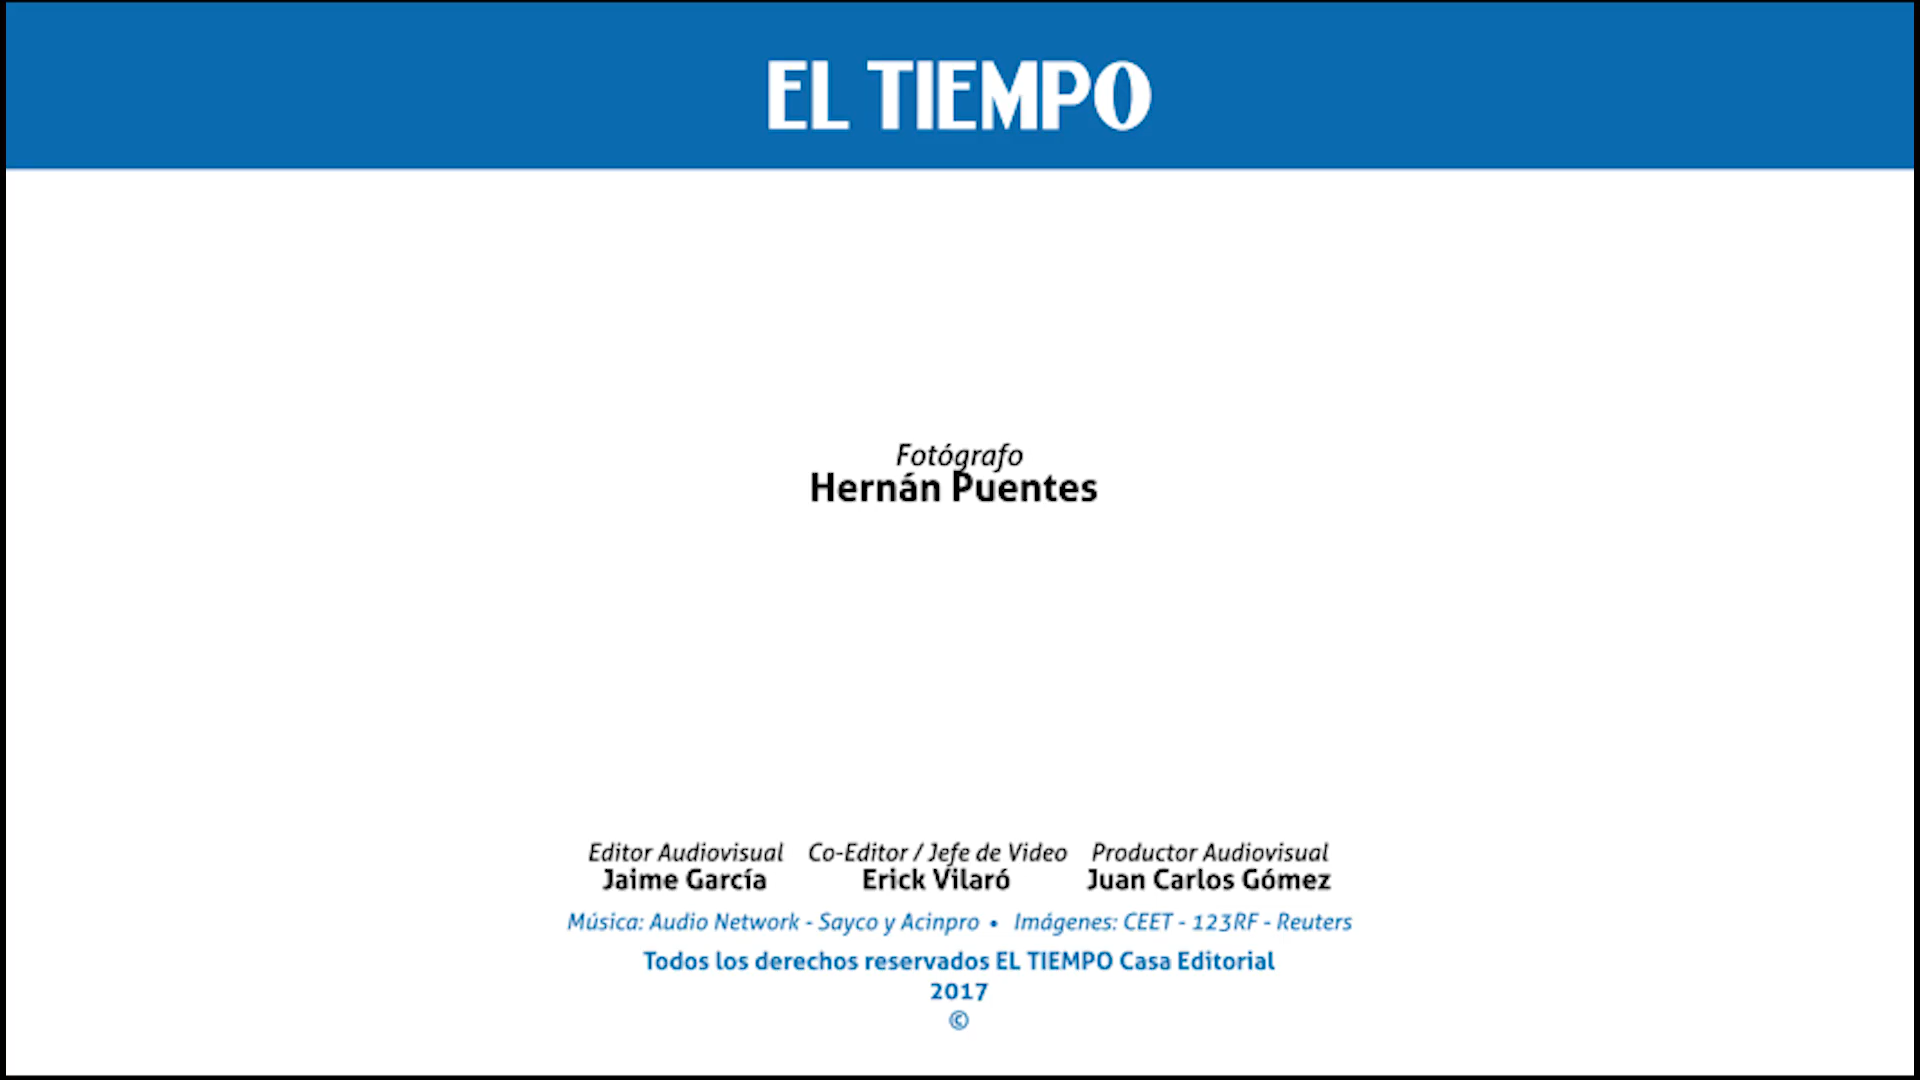 EL TIEMPO
Fotógrafo
Hernán Puentes
Editor Audiovisual Co-Editor / Jefe de Video Productor Audiovisual
Jaime García Erick Vilaró Juan Carlos Gómez
Música: Audio Network - Sayco y Acinpro • Imágenes: CEET - 123RF - Reuters
Todos los derechos reservados EL TIEMPO Casa Editorial
2017
©